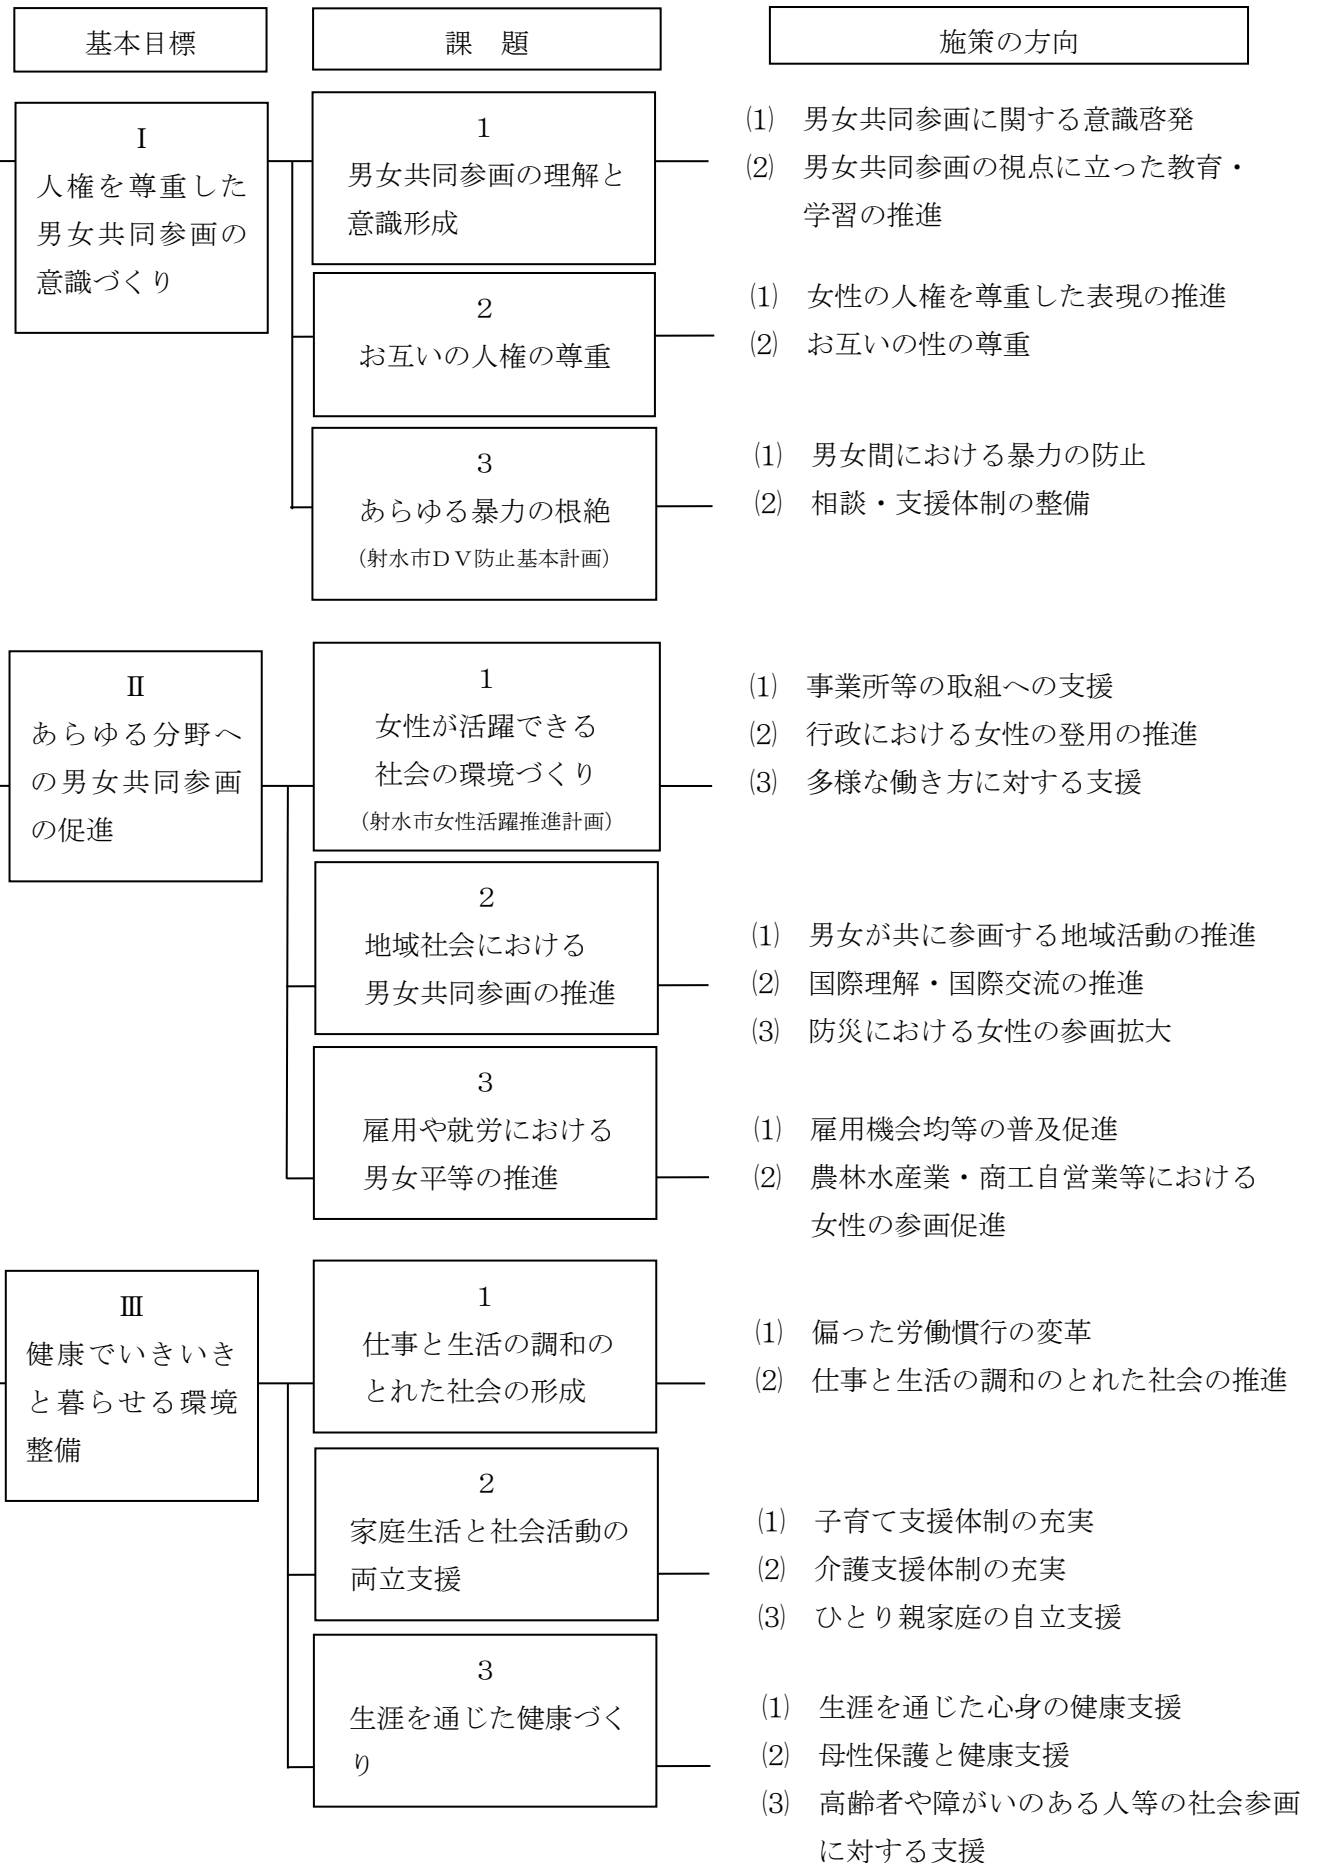 基本目標
課　題
施策の方向
Ⅰ
人権を尊重した
男女共同参画の
意識づくり
１
男女共同参画の理解と
意識形成
⑴　男女共同参画に関する意識啓発
⑵　男女共同参画の視点に立った教育・
学習の推進
２
お互いの人権の尊重
⑴　女性の人権を尊重した表現の推進
⑵　お互いの性の尊重
３
あらゆる暴力の根絶
（射水市ＤＶ防止基本計画）
⑴　男女間における暴力の防止
⑵　相談・支援体制の整備
Ⅱ
あらゆる分野へ
の男女共同参画
の促進
１
女性が活躍できる
社会の環境づくり
（射水市女性活躍推進計画）
⑴　事業所等の取組への支援
⑵　行政における女性の登用の推進
⑶　多様な働き方に対する支援
２
地域社会における
男女共同参画の推進
⑴　男女が共に参画する地域活動の推進
⑵　国際理解・国際交流の推進
⑶　防災における女性の参画拡大
３
雇用や就労における
男女平等の推進
⑴　雇用機会均等の普及促進
⑵　農林水産業・商工自営業等における
女性の参画促進
Ⅲ
健康でいきいき
と暮らせる環境
整備
１
仕事と生活の調和の
とれた社会の形成
⑴　偏った労働慣行の変革
⑵　仕事と生活の調和のとれた社会の推進
２
家庭生活と社会活動の
両立支援
⑴　子育て支援体制の充実
⑵　介護支援体制の充実
⑶　ひとり親家庭の自立支援
３
生涯を通じた健康づく
り
⑴　生涯を通じた心身の健康支援
⑵　母性保護と健康支援
⑶　高齢者や障がいのある人等の社会参画
に対する支援